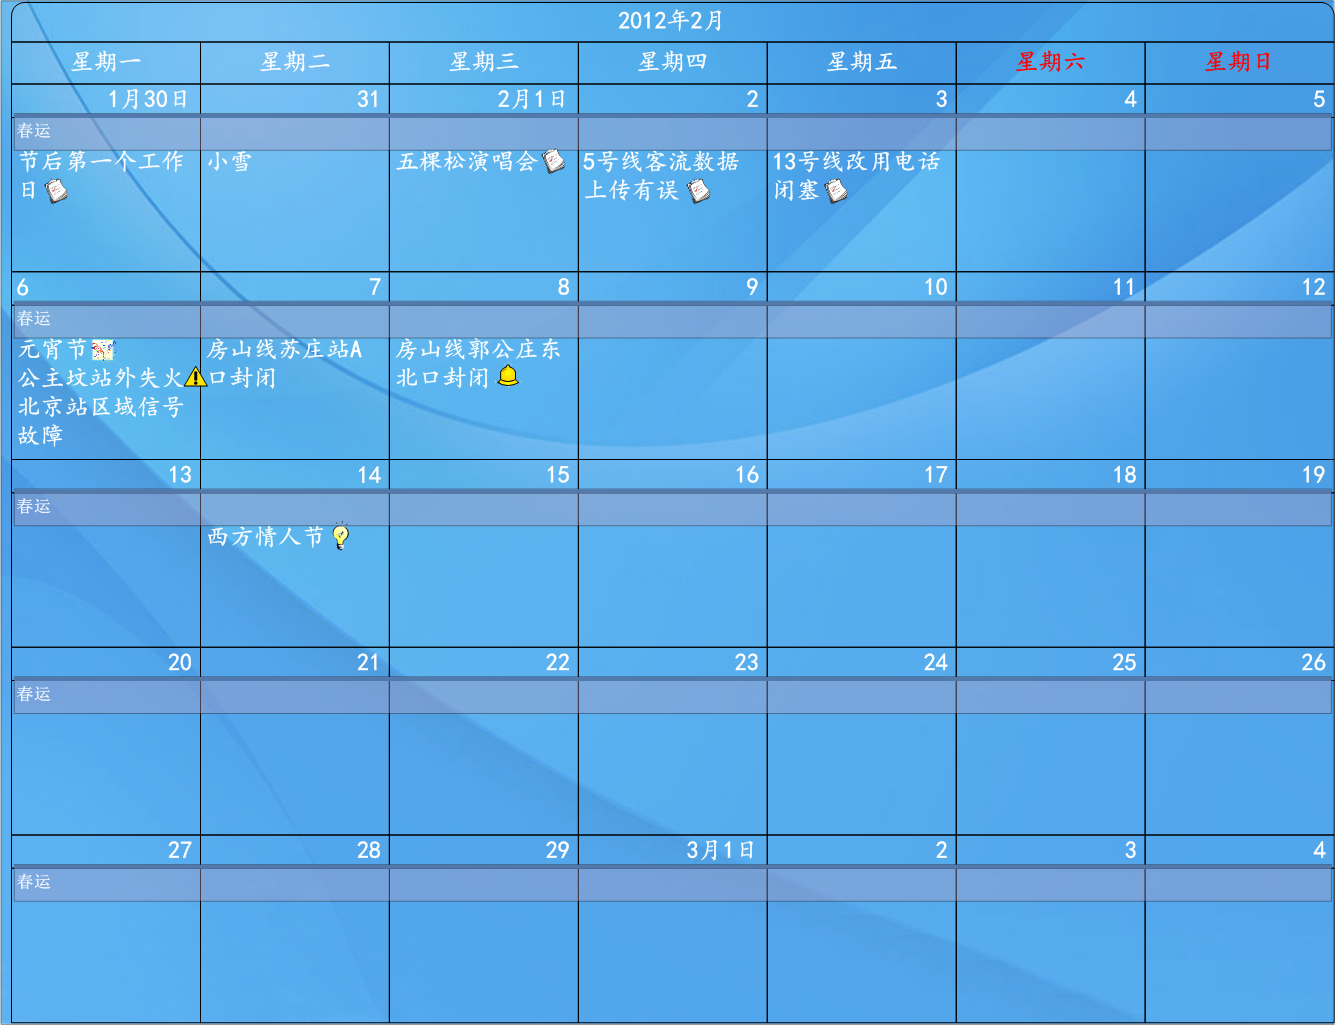 2012年2月
星期一 星期二 星期三 星期四 星期五 星期六 星期日
1月30日 31 2月1日 2 3 4 5
春运
节后第一个工作 小雪 五棵松演唱会 5号线客流数据 13号线改用电话
日 上传有误 闭塞
6 7 8 9 10 11 12
春运
元宵节 房山线苏庄站A 房山线郭公庄东
公主坟站外失火 口封闭 北口封闭
北京站区域信号
故障
13 14 15 16 17 18 19
春运
西方情人节
20 21 22 23 24 25 26
春运
27 28 29 3月1日 2 3 4
春运